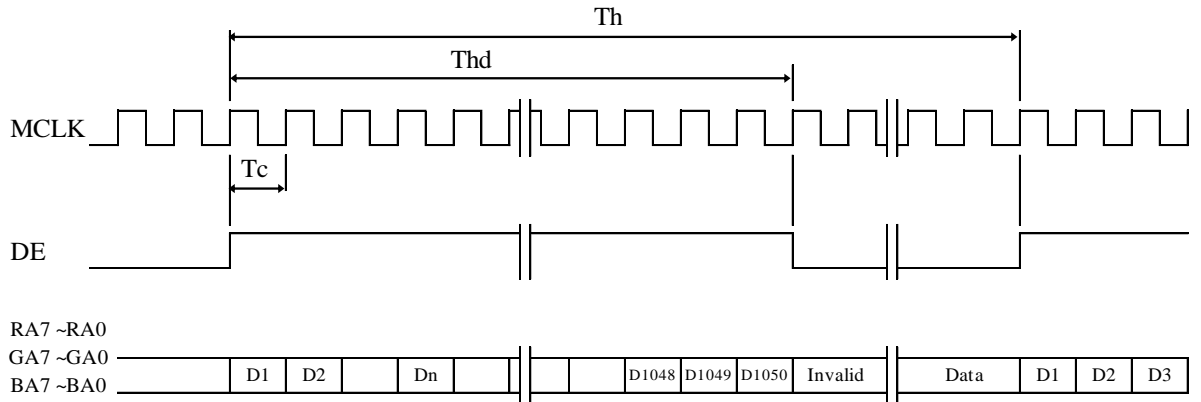 Th
Thd
MCLK
Tc
DE
RA7 ~RA0
GA7 ~GA0
BA7 ~BA0
D1 D2 Dn D1048 D1049 D1050 Invalid Data D1 D2 D3